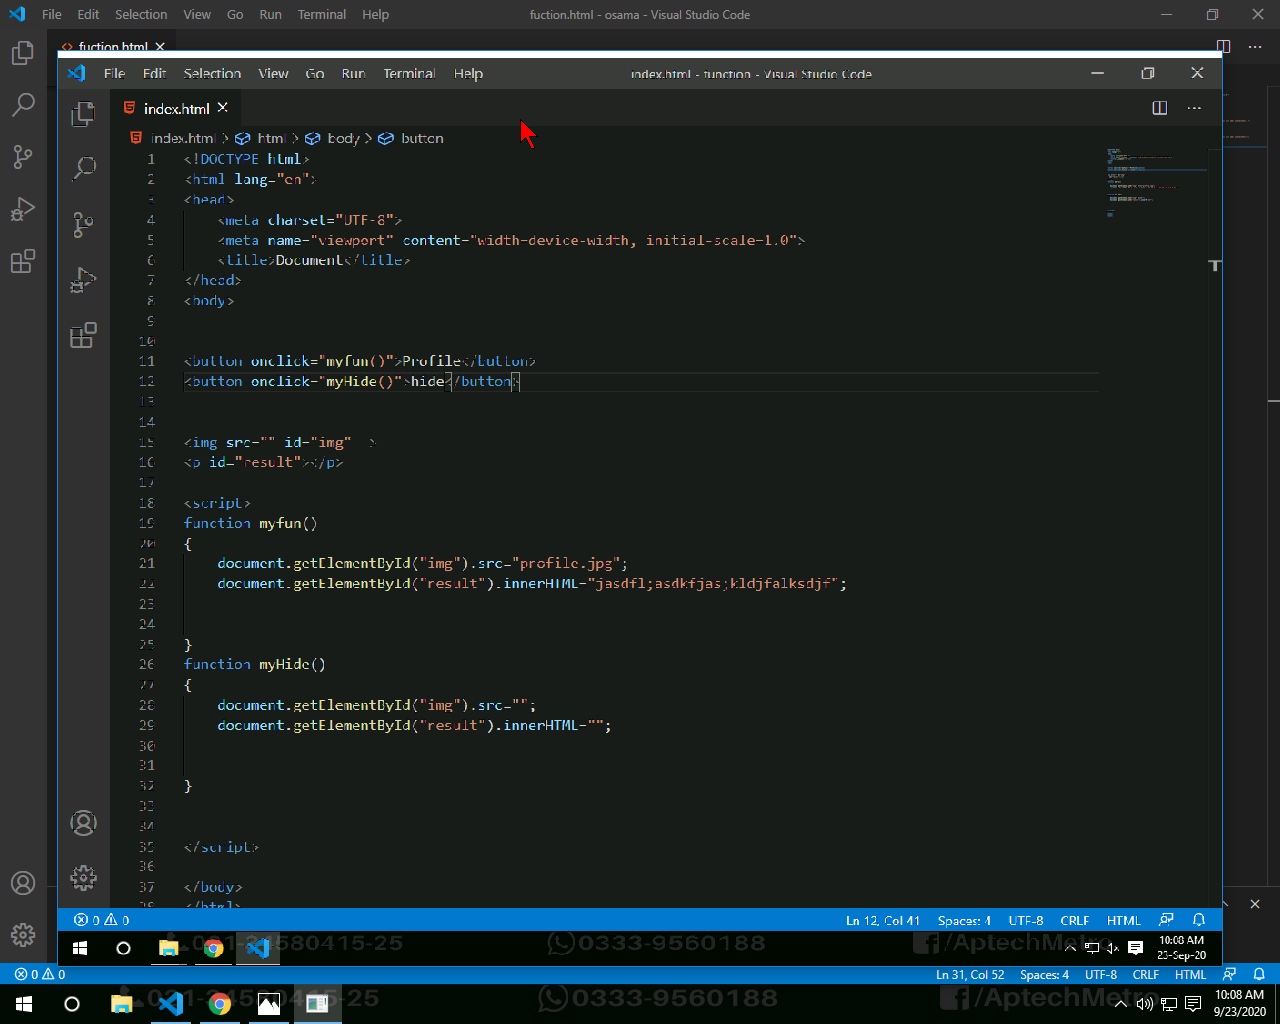 File Edit Selection View Go Run Terminal Help fuction.html - osama - Visual Studio Code
fuction.html
File Edit Selection View Go Run Terminal Help index.html - function - Visual Studio Code
index.html
index.html > html > body > button
1 <!DOCTYPE html>
2 <html lang="en">
3 <head>
4 <meta charset="UTF-8">
5 <meta name="viewport" content="width=device-width, initial-scale=1.0">
6 <title>Document</title>
7 </head>
8 <body>
9
10
11 <button onclick="myfun()">Profile</button>
12 <button onclick="myHide()">hide</button>
13
14
15 <img src="" id="img" >
16 <p id="result"></p>
17
18 <script>
19 function myfun()
20 {
21 document.getElementById("img").src="profile.jpg";
22 document.getElementById("result").innerHTML="jasdfl;asdkfjas;kldjfalksdjf";
23
24
25 }
26 function myHide()
27 {
28 document.getElementById("img").src="";
29 document.getElementById("result").innerHTML="";
30
31
32 }
33
34
35 </script>
36
37 </body>
38 </html>
0 0 Ln 12, Col 41 Spaces: 4 UTF-8 CRLF HTML
0333-9560188 /AptechMetro 10:08 AM
23-Sep-20
0 0 Ln 31, Col 52 Spaces: 4 UTF-8 CRLF HTML
0333-9560188 /AptechMetro 10:08 AM
9/23/2020